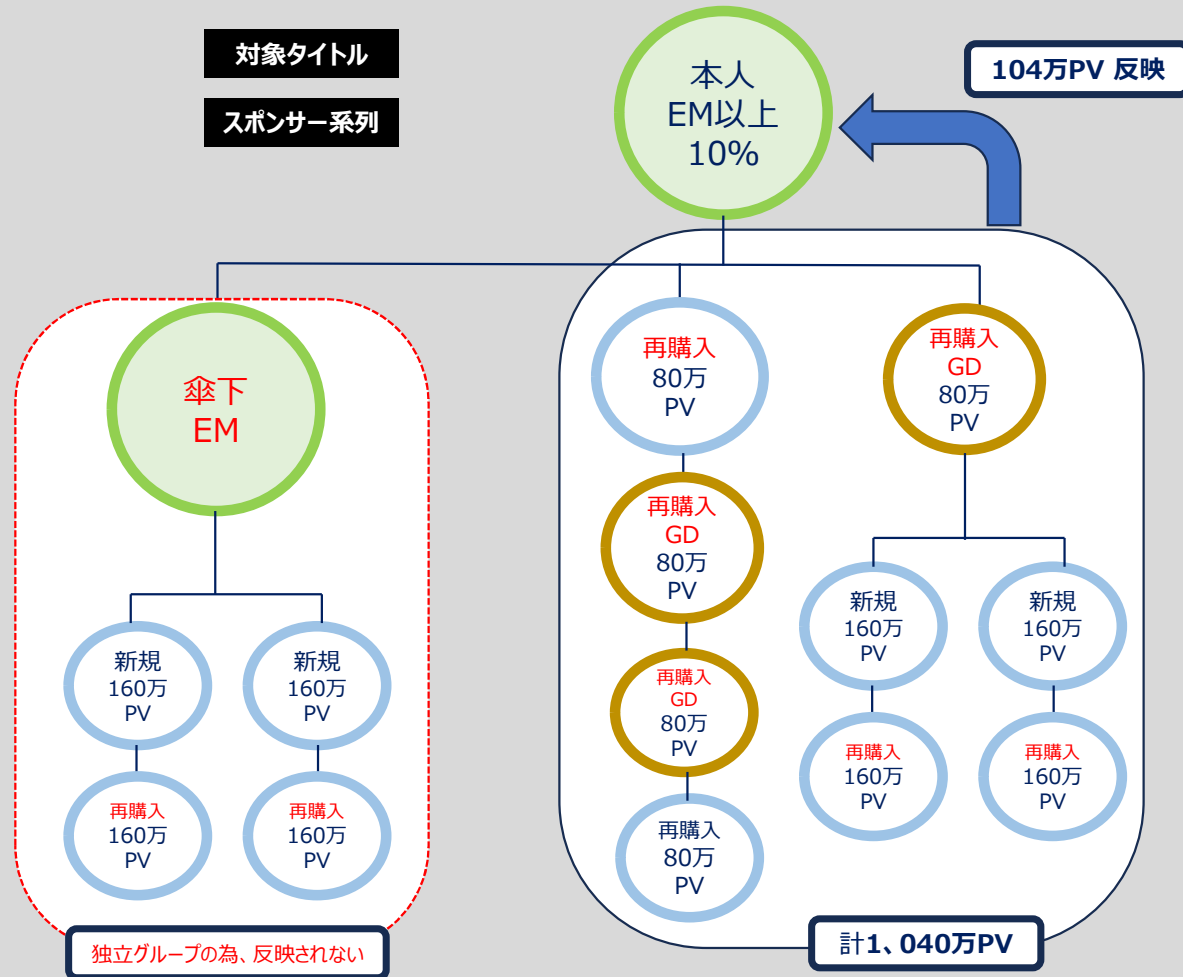 対象タイトル
スポンサー系列
本人
EM以上
10%
104万PV 反映
傘下
EM
新規
160万
PV
新規
160万
PV
再購入
160万
PV
再購入
160万
PV
独立グループの為、反映されない
再購入
80万
PV
再購入
GD
80万
PV
再購入
GD
80万
PV
再購入
80万
PV
再購入
GD
80万
PV
新規
160万
PV
新規
160万
PV
再購入
160万
PV
再購入
160万
PV
計1、040万PV